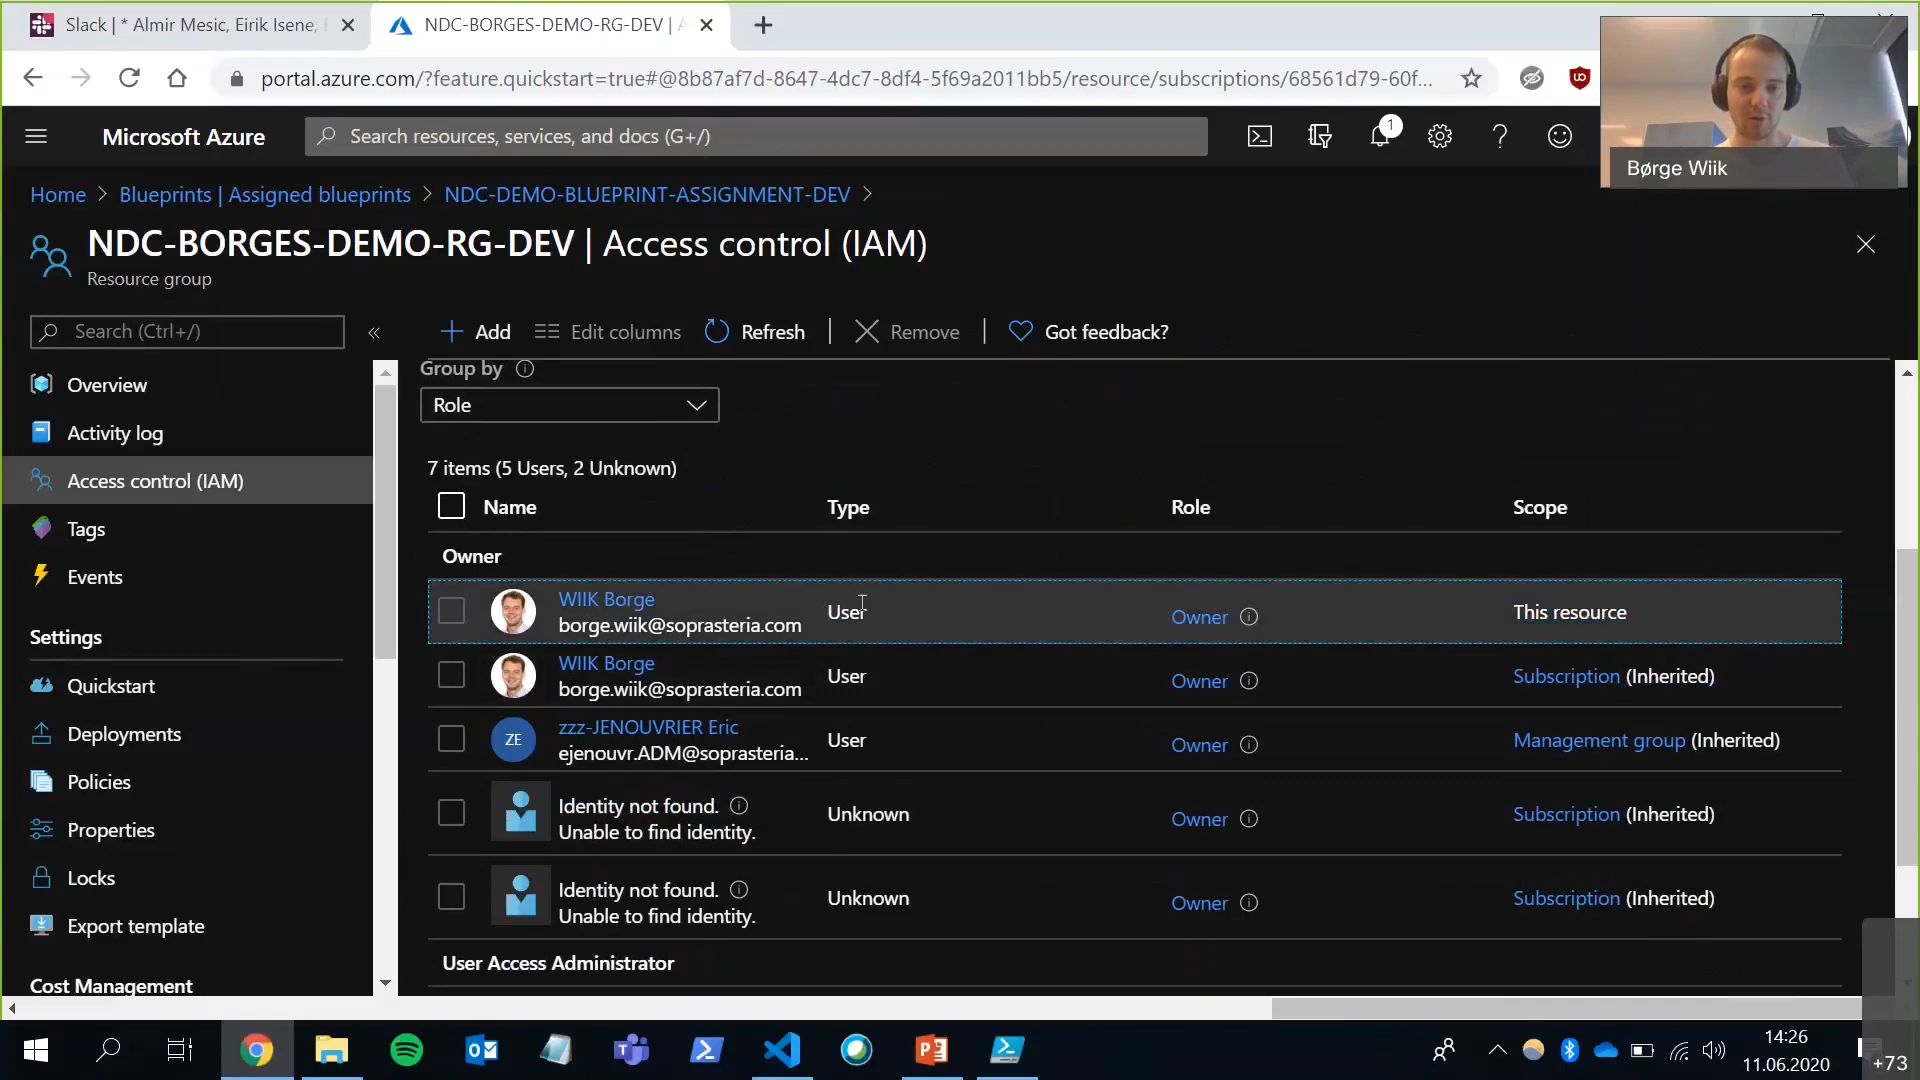 Slack | * Almir Mesic, Eirik Isene,
NDC-BORGES-DEMO-RG-DEV |
portal.azure.com/?feature.quickstart=true#@8b87af7d-8647-4dc7-8df4-5f69a2011bb5/resource/subscriptions/68561d79-60f...
Microsoft Azure
Search resources, services, and docs (G+/)
1
Børge Wiik
Home > Blueprints | Assigned blueprints > NDC-DEMO-BLUEPRINT-ASSIGNMENT-DEV >
NDC-BORGES-DEMO-RG-DEV | Access control (IAM)
Resource group
Search (Ctrl+/)
«
Add
Edit columns
Refresh
Remove
Got feedback?
Overview
Activity log
Access control (IAM)
Tags
Events
Settings
Quickstart
Deployments
Policies
Properties
Locks
Export template
Cost Management
Group by
Role
7 items (5 Users, 2 Unknown)
Name Type Role Scope
Owner
WIIK Borge
borge.wiik@soprasteria.com
User Owner This resource
WIIK Borge
borge.wiik@soprasteria.com
User Owner Subscription (Inherited)
ZE
zzz-JENOUVRIER Eric
ejenouvr.ADM@soprasteria...
User Owner Management group (Inherited)
Identity not found.
Unable to find identity.
Unknown Owner Subscription (Inherited)
Identity not found.
Unable to find identity.
Unknown Owner Subscription (Inherited)
User Access Administrator
14:26
11.06.2020
+73